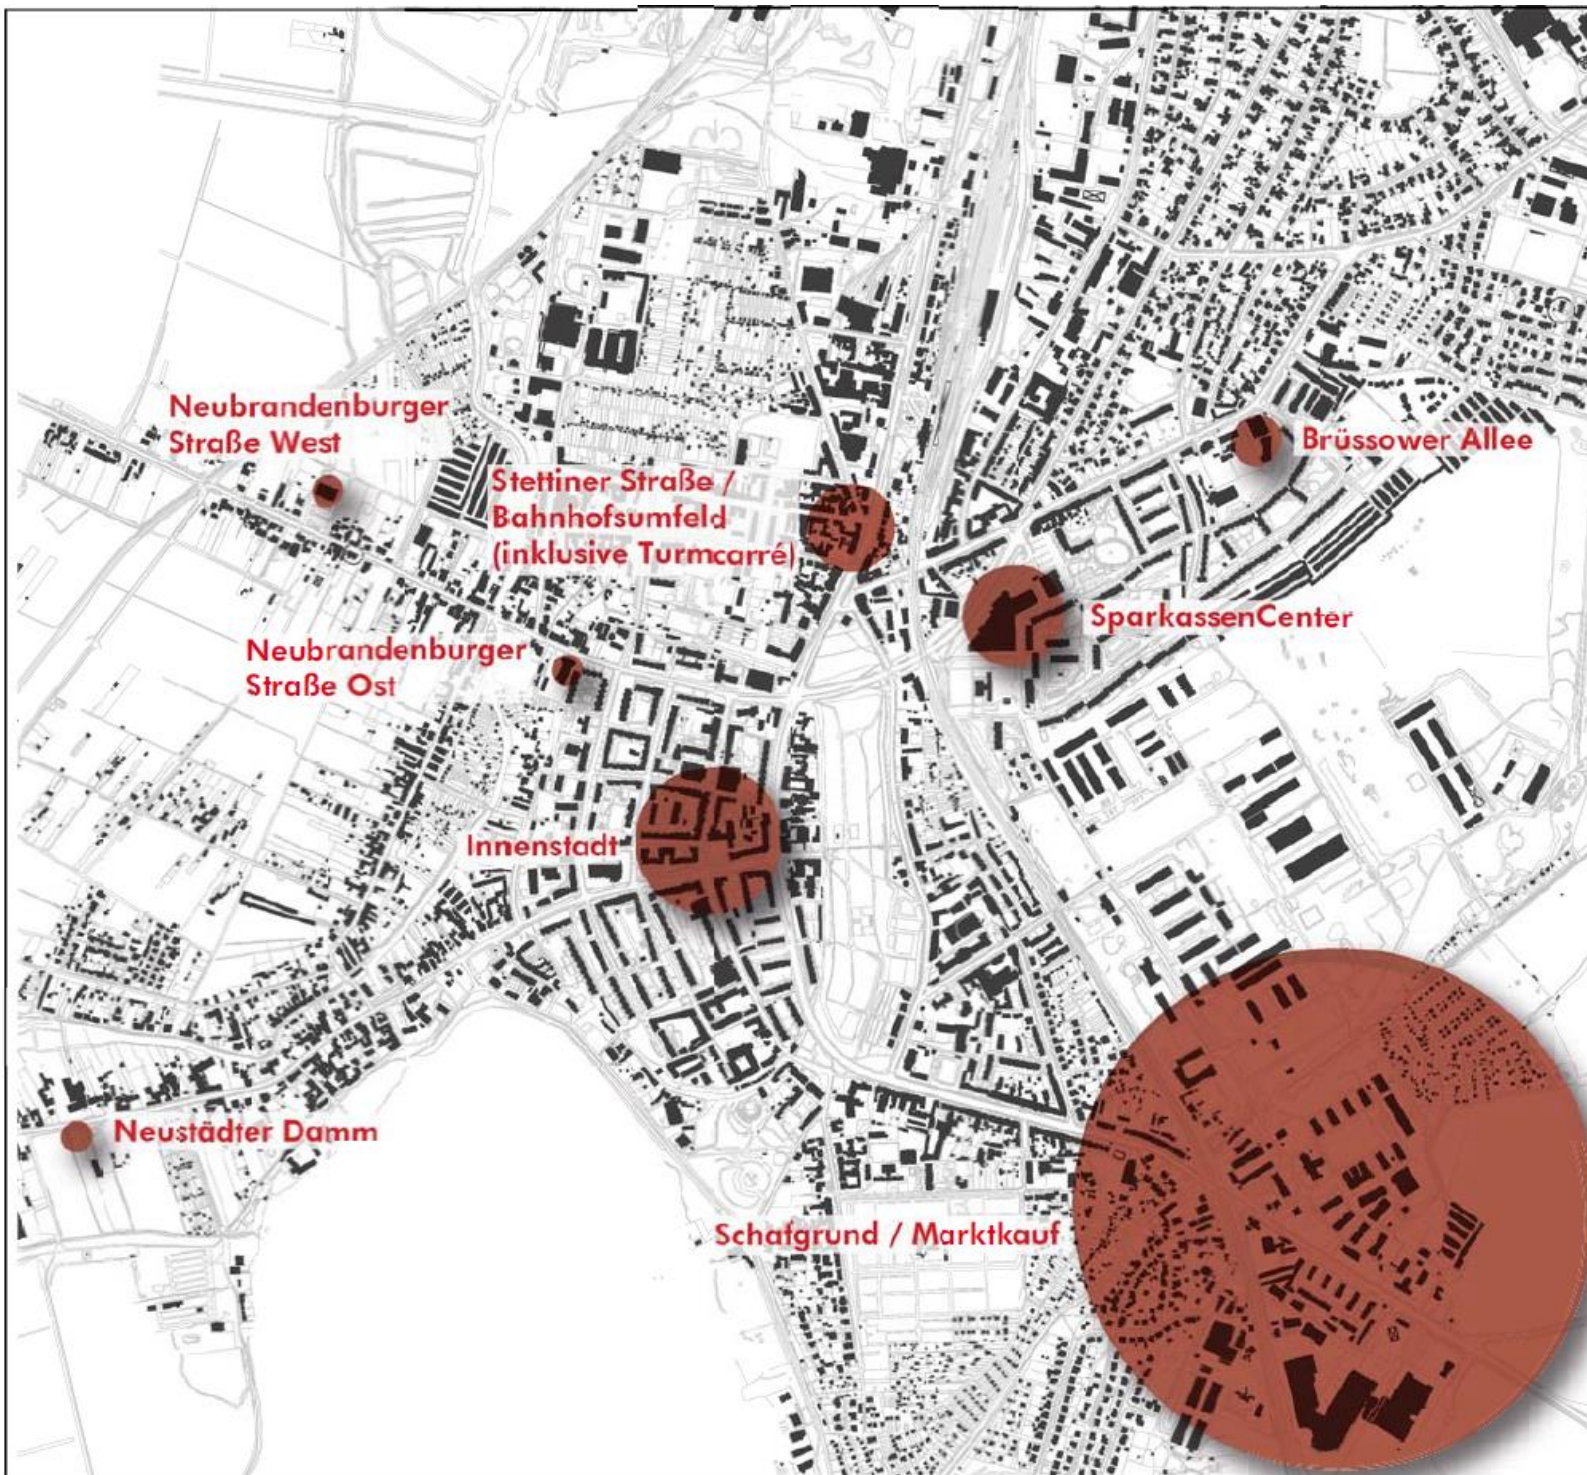 Neubrandenburger
Straße West
Brüssower Allee
Stettiner Straße /
Bahnhofsumfeld
(inklusive Turmcarré)
SparkassenCenter
Neubrandenburger
Straße Ost
Innenstadt
Neustädter Damm
Schafgrund / Marktkauf